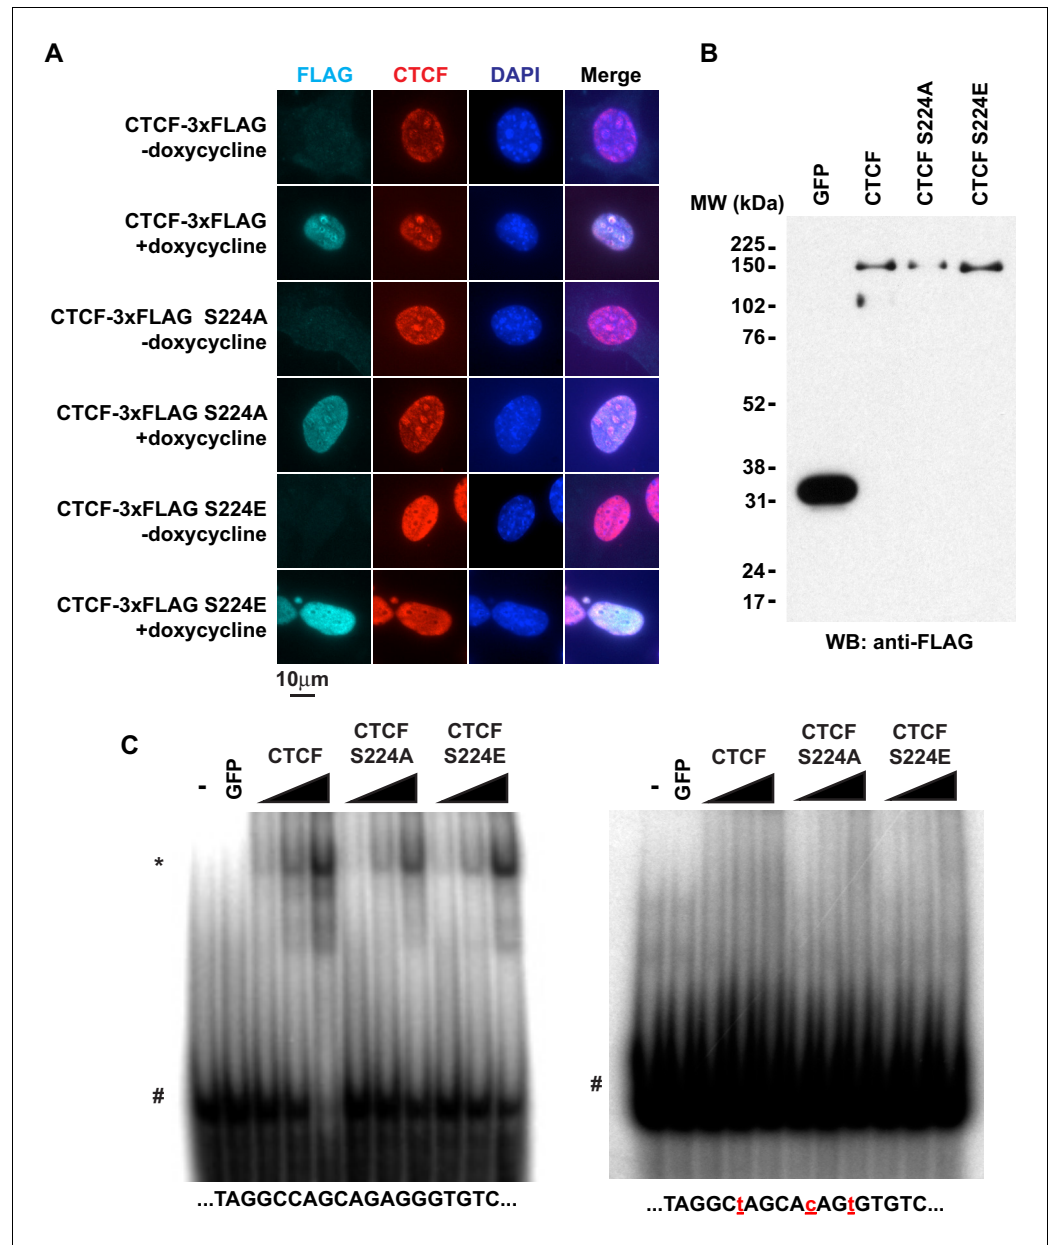 A
FLAG CTCF DAPI Merge
CTCF-3xFLAG
-doxycycline
CTCF-3xFLAG
+doxycycline
CTCF-3xFLAG S224A
-doxycycline
CTCF-3xFLAG S224A
+doxycycline
CTCF-3xFLAG S224E
-doxycycline
CTCF-3xFLAG S224E
+doxycycline
10μm
B
GFP
CTCF
CTCF S224A
CTCF S224E
MW (kDa)
225-
150-
102-
76-
52-
38-
31-
24-
17-
WB: anti-FLAG
C
- GFP CTCF CTCF S224A CTCF S224E
*
#
...TAGGCCAGCAGAGGGTGTC...
- GFP CTCF CTCF S224A CTCF S224E
#
...TAGGCtAGCAcAGtGTGTC...